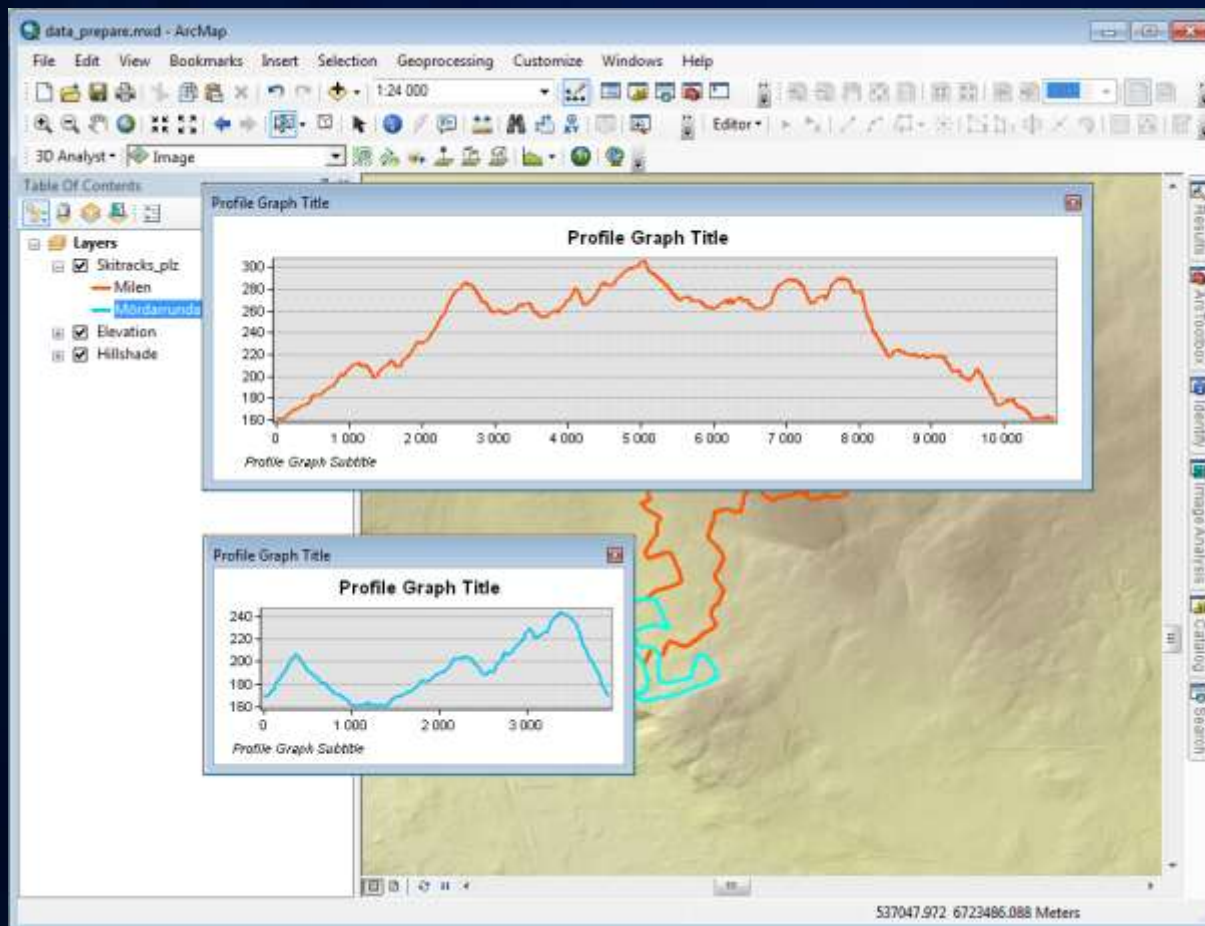 data_prepare.mxd - ArcMap
File Edit View Bookmarks Insert Selection Geoprocessing Customize Windows Help
1:24 000
Editor
3D Analyst Image
Table Of Contents
Layers
Skitracks_plz
Milen
Mördarrunda
Elevation
Hillshade
Profile Graph Title
Profile Graph Title
300
280
260
240
220
200
180
160
0 1 000 2 000 3 000 4 000 5 000 6 000 7 000 8 000 9 000 10 000
Profile Graph Subtitle
Profile Graph Title
Profile Graph Title
240
220
200
180
160
0 1 000 2 000 3 000
Profile Graph Subtitle
Results
ArcToolbox
Identify
Image Analysis
Catalog
Search
537047.972 6723486.088 Meters